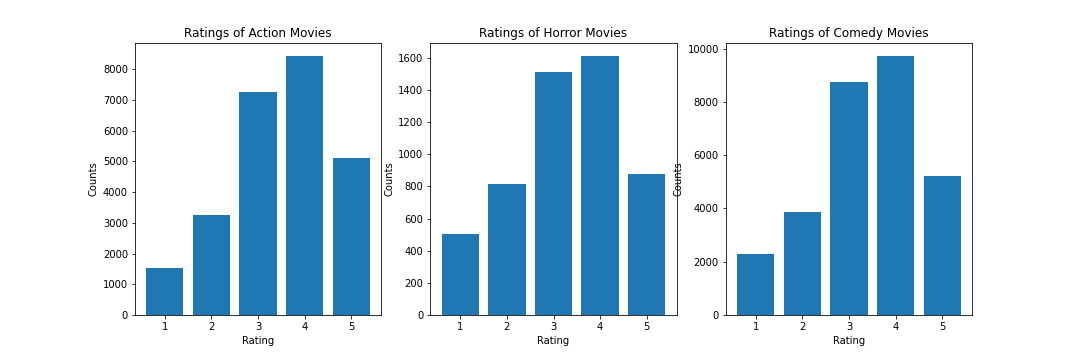 Ratings of Action Movies
Counts
8000
7000
6000
5000
4000
3000
2000
1000
0
1 2 3 4 5
Rating
Ratings of Horror Movies
Counts
1600
1400
1200
1000
800
600
400
200
0
1 2 3 4 5
Rating
Ratings of Comedy Movies
Counts
10000
8000
6000
4000
2000
0
1 2 3 4 5
Rating